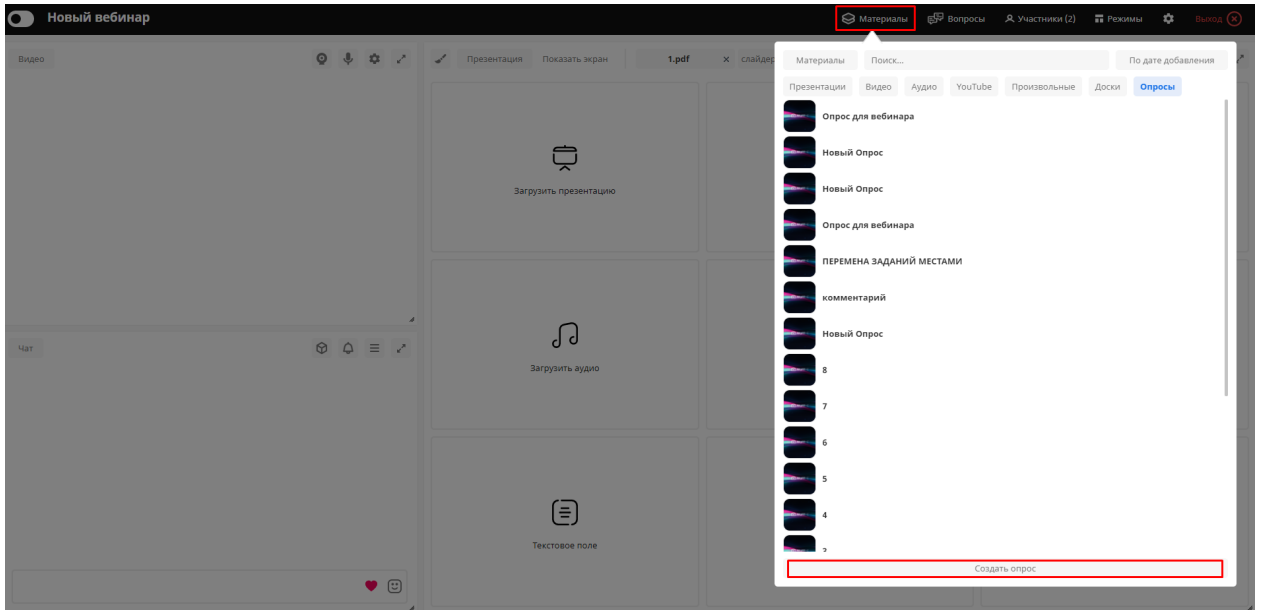 Новый вебинар
Материалы
Вопросы
Участники (2)
Режимы
Выход
Видео
Презентация
Показать экран
1.pdf
слайдер
Материалы
Поиск...
По дате добавления
Презентации
Видео
Аудио
YouTube
Произвольные
Доски
Опросы
Опрос для вебинара
Новый Опрос
Новый Опрос
Опрос для вебинара
ПЕРЕМЕНА ЗАДАНИЙ МЕСТАМИ
комментарий
Новый Опрос
8
7
6
5
4
3
Создать опрос
Загрузить презентацию
Загрузить аудио
Текстовое поле
Чат